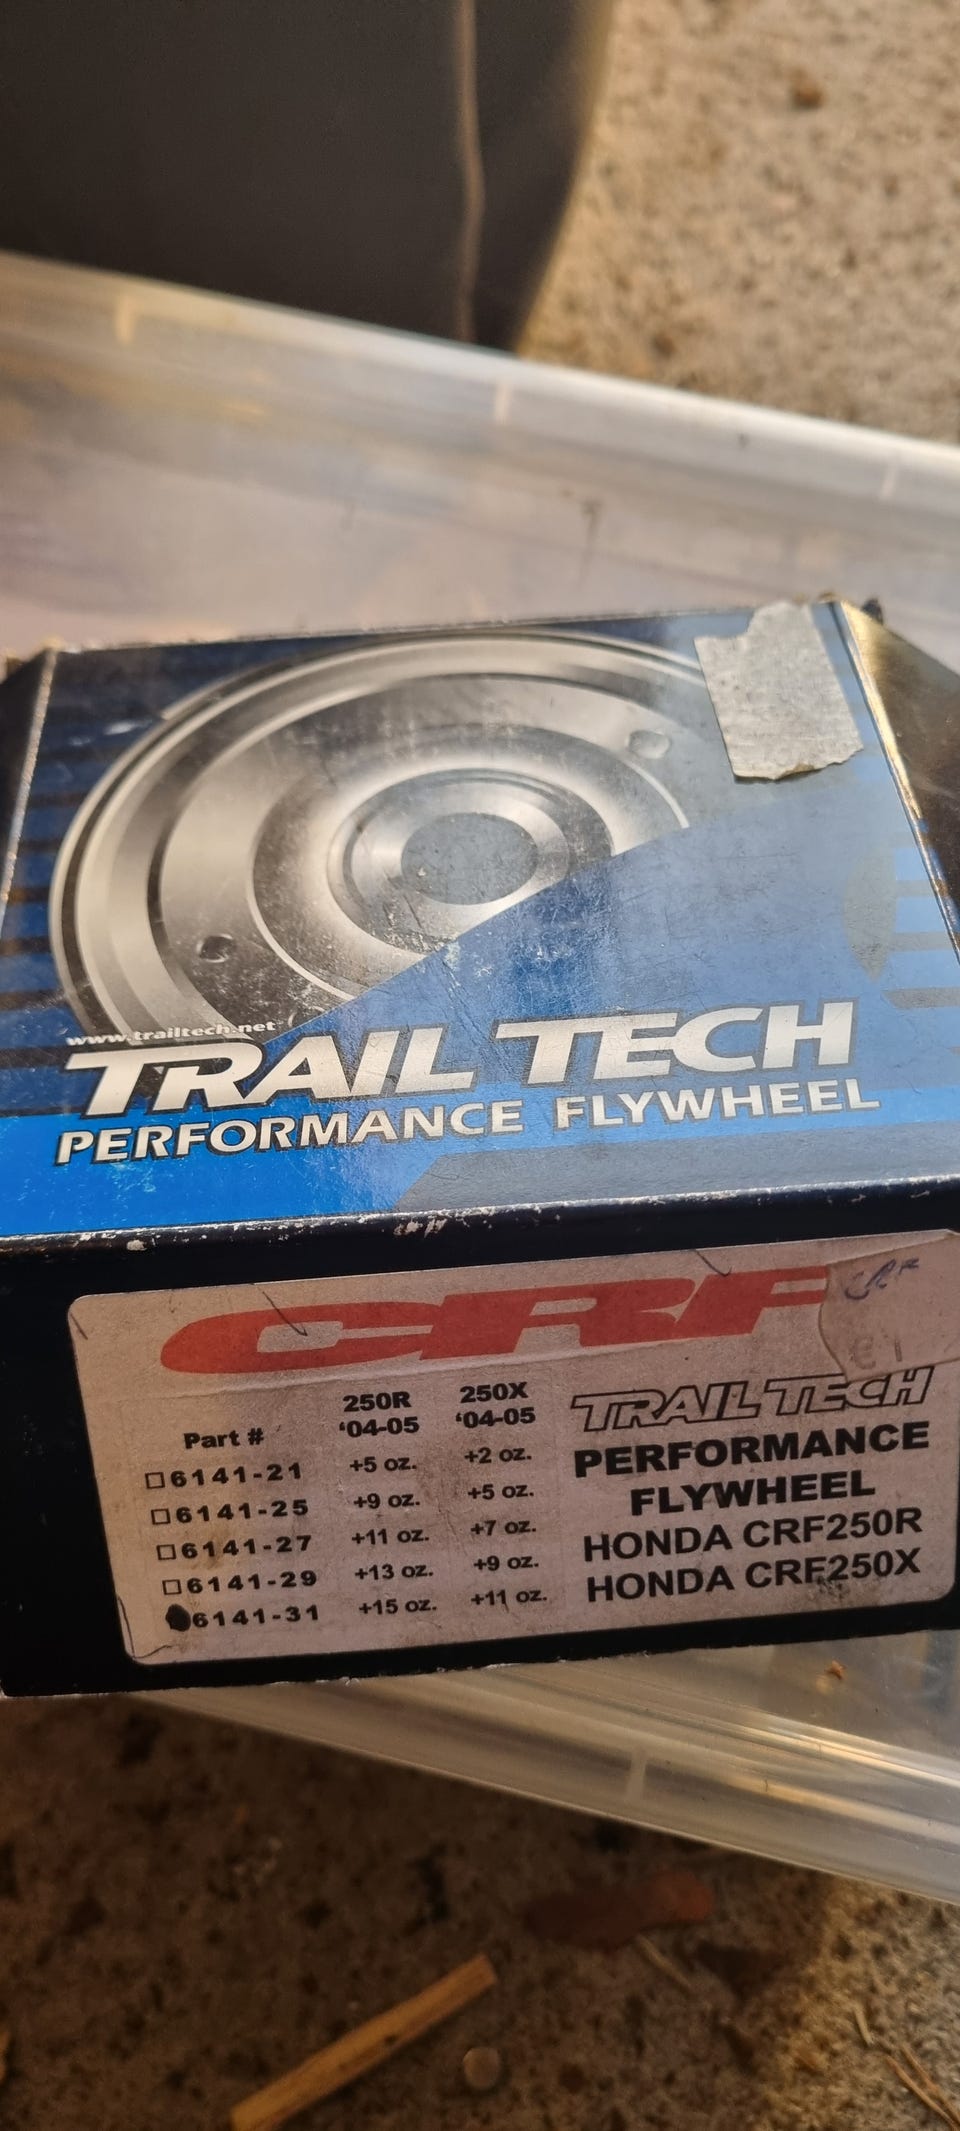 www.trailtech.net
TRAIL TECH
PERFORMANCE FLYWHEEL
CRF
CRF
Part # 250R '04-05 250X '04-05
6141-21 +5 oz. +2 oz.
6141-25 +9 oz. +5 oz.
6141-27 +11 oz. +7 oz.
6141-29 +13 oz. +9 oz.
6141-31 +15 oz. +11 oz.
TRAIL TECH
PERFORMANCE
FLYWHEEL
HONDA CRF250R
HONDA CRF250X